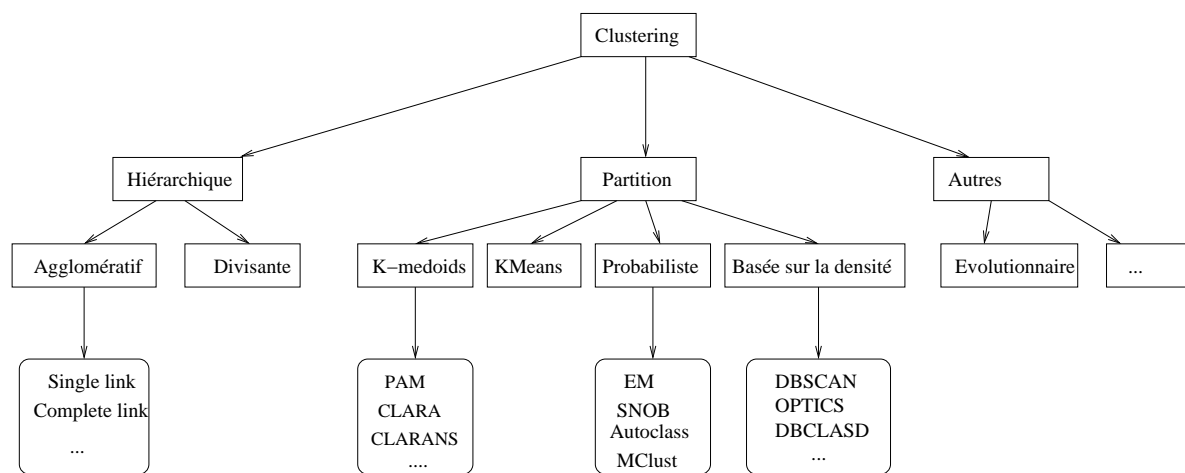 Clustering
Hiérarchique
Partition
Autres
Agglomératif
Divisante
K−medoids
KMeans
Probabiliste
Basée sur la densité
Evolutionnaire
...
Single link
Complete link
...
PAM
CLARA
CLARANS
....
EM
SNOB
Autoclass
MClust
DBSCAN
OPTICS
DBCLASD
...